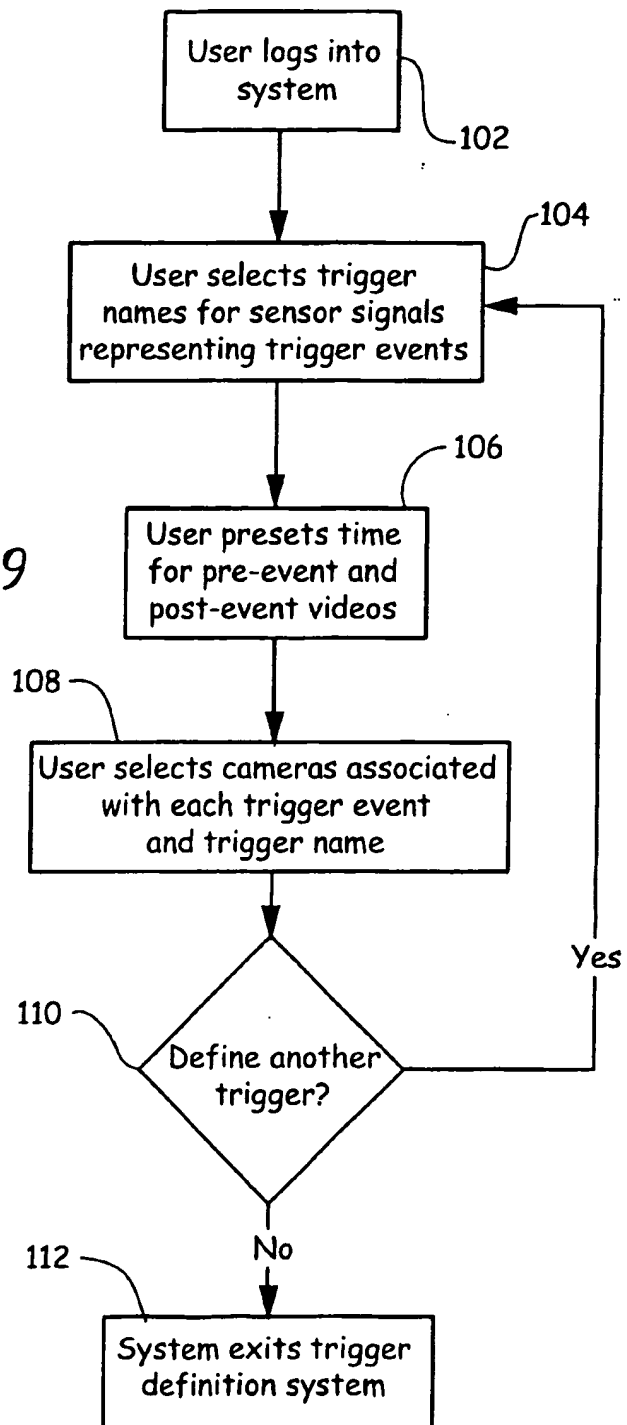 User logs into
system
102
104
User selects trigger
names for sensor signals
representing trigger events
106
User presets time
for pre-event and
post-event videos
9
108
User selects cameras associated
with each trigger event
and trigger name
Yes
110
Define another
trigger?
No
112
System exits trigger
definition system